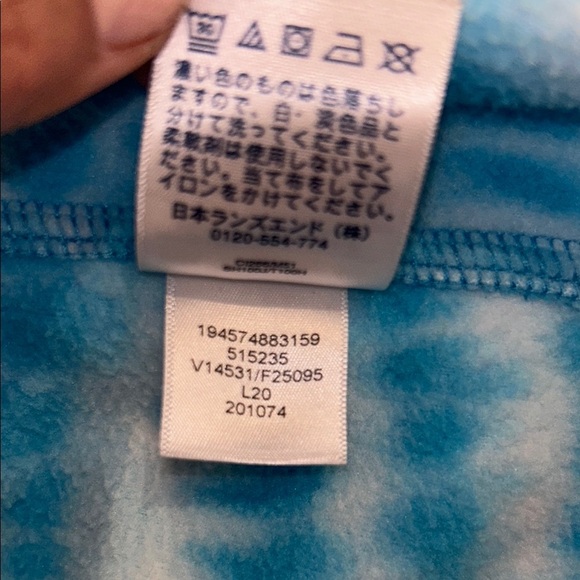 濃い色のものは色落ちし
ますので、白、淡色品と
分けて洗ってください。
柔軟剤は使用しないでく
ださい。当て布をしてア
イロンをかけてください。
日本ランズエンド（株）
0120-554-774
194574883159
515235
V14531/F25095
L20
201074